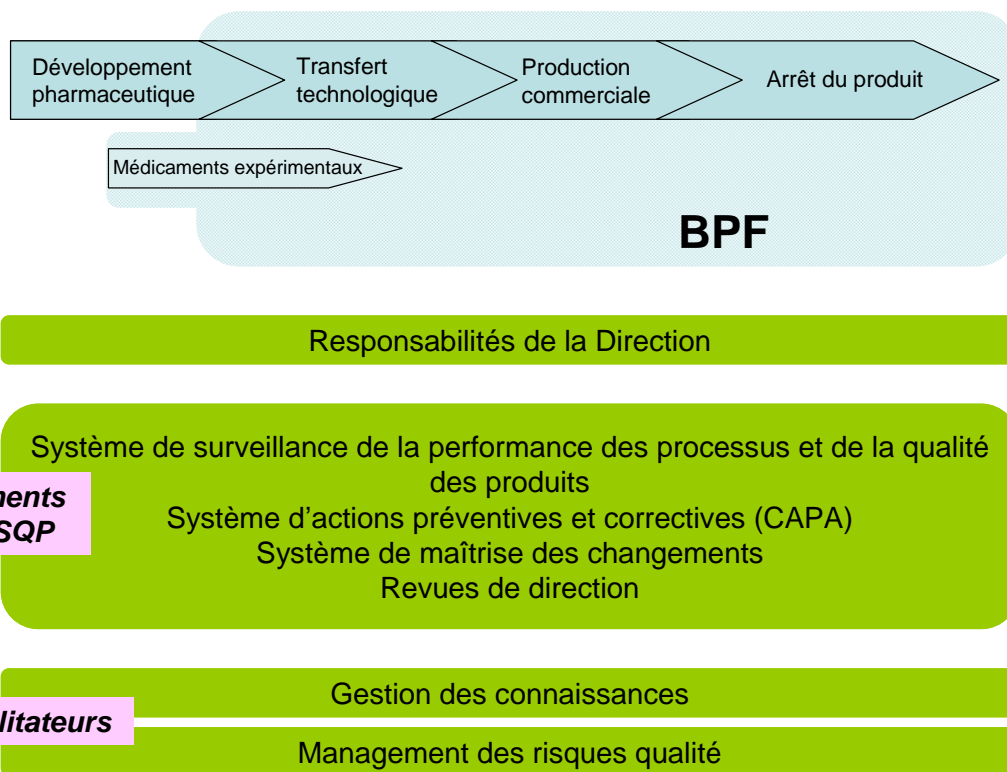 Développement
pharmaceutique
Transfert
technologique
Production
commerciale
Arrêt du produit
Médicaments expérimentaux
BPF
Responsabilités de la Direction
Système de surveillance de la performance des processus et de la qualité
des produits
Système d'actions préventives et correctives (CAPA)
Système de maîtrise des changements
Revues de direction
SQP
Gestion des connaissances
Management des risques qualité